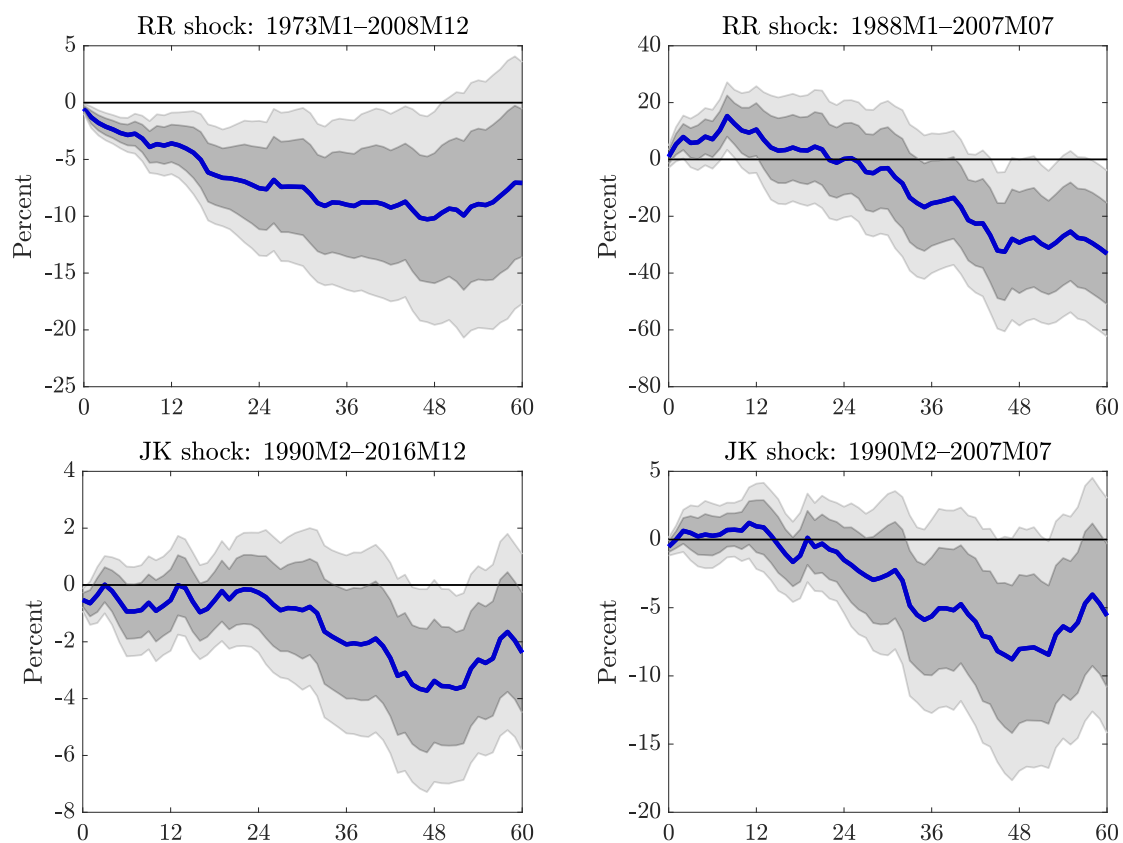 RR shock: 1973M1–2008M12
5
0
-5
-10
-15
-20
-25
Percent
0 12 24 36 48 60
RR shock: 1988M1–2007M07
40
20
0
-20
-40
-60
-80
Percent
0 12 24 36 48 60
JK shock: 1990M2–2016M12
4
2
0
-2
-4
-6
-8
Percent
0 12 24 36 48 60
JK shock: 1990M2–2007M07
5
0
-5
-10
-15
-20
Percent
0 12 24 36 48 60